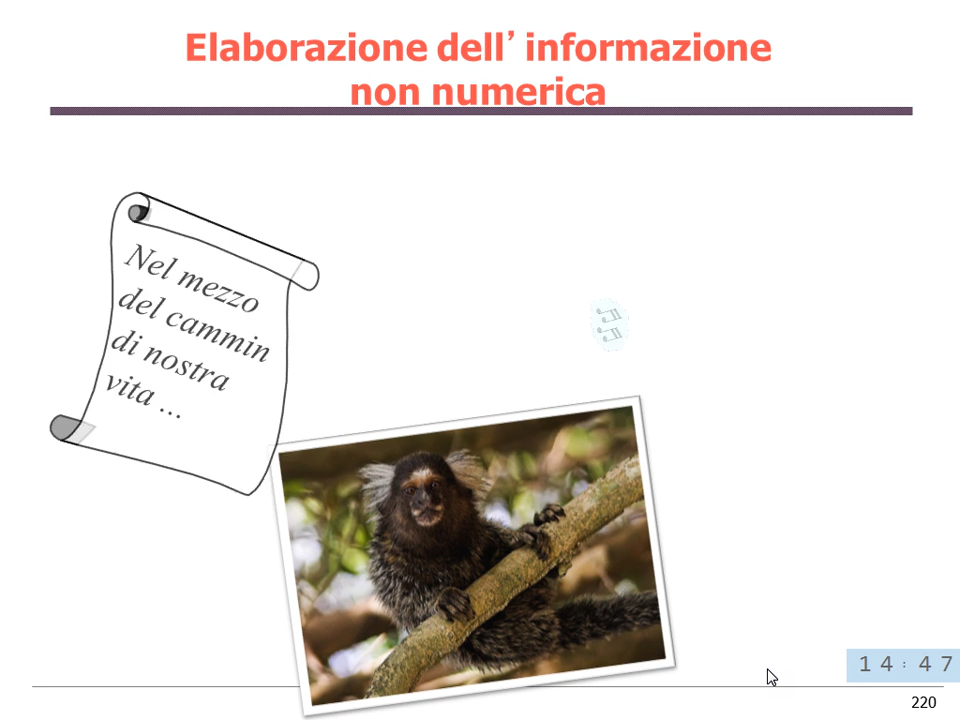 Elaborazione dell’ informazione
non numerica
Nel mezzo
del cammin
di nostra
vita ...
14:47
220